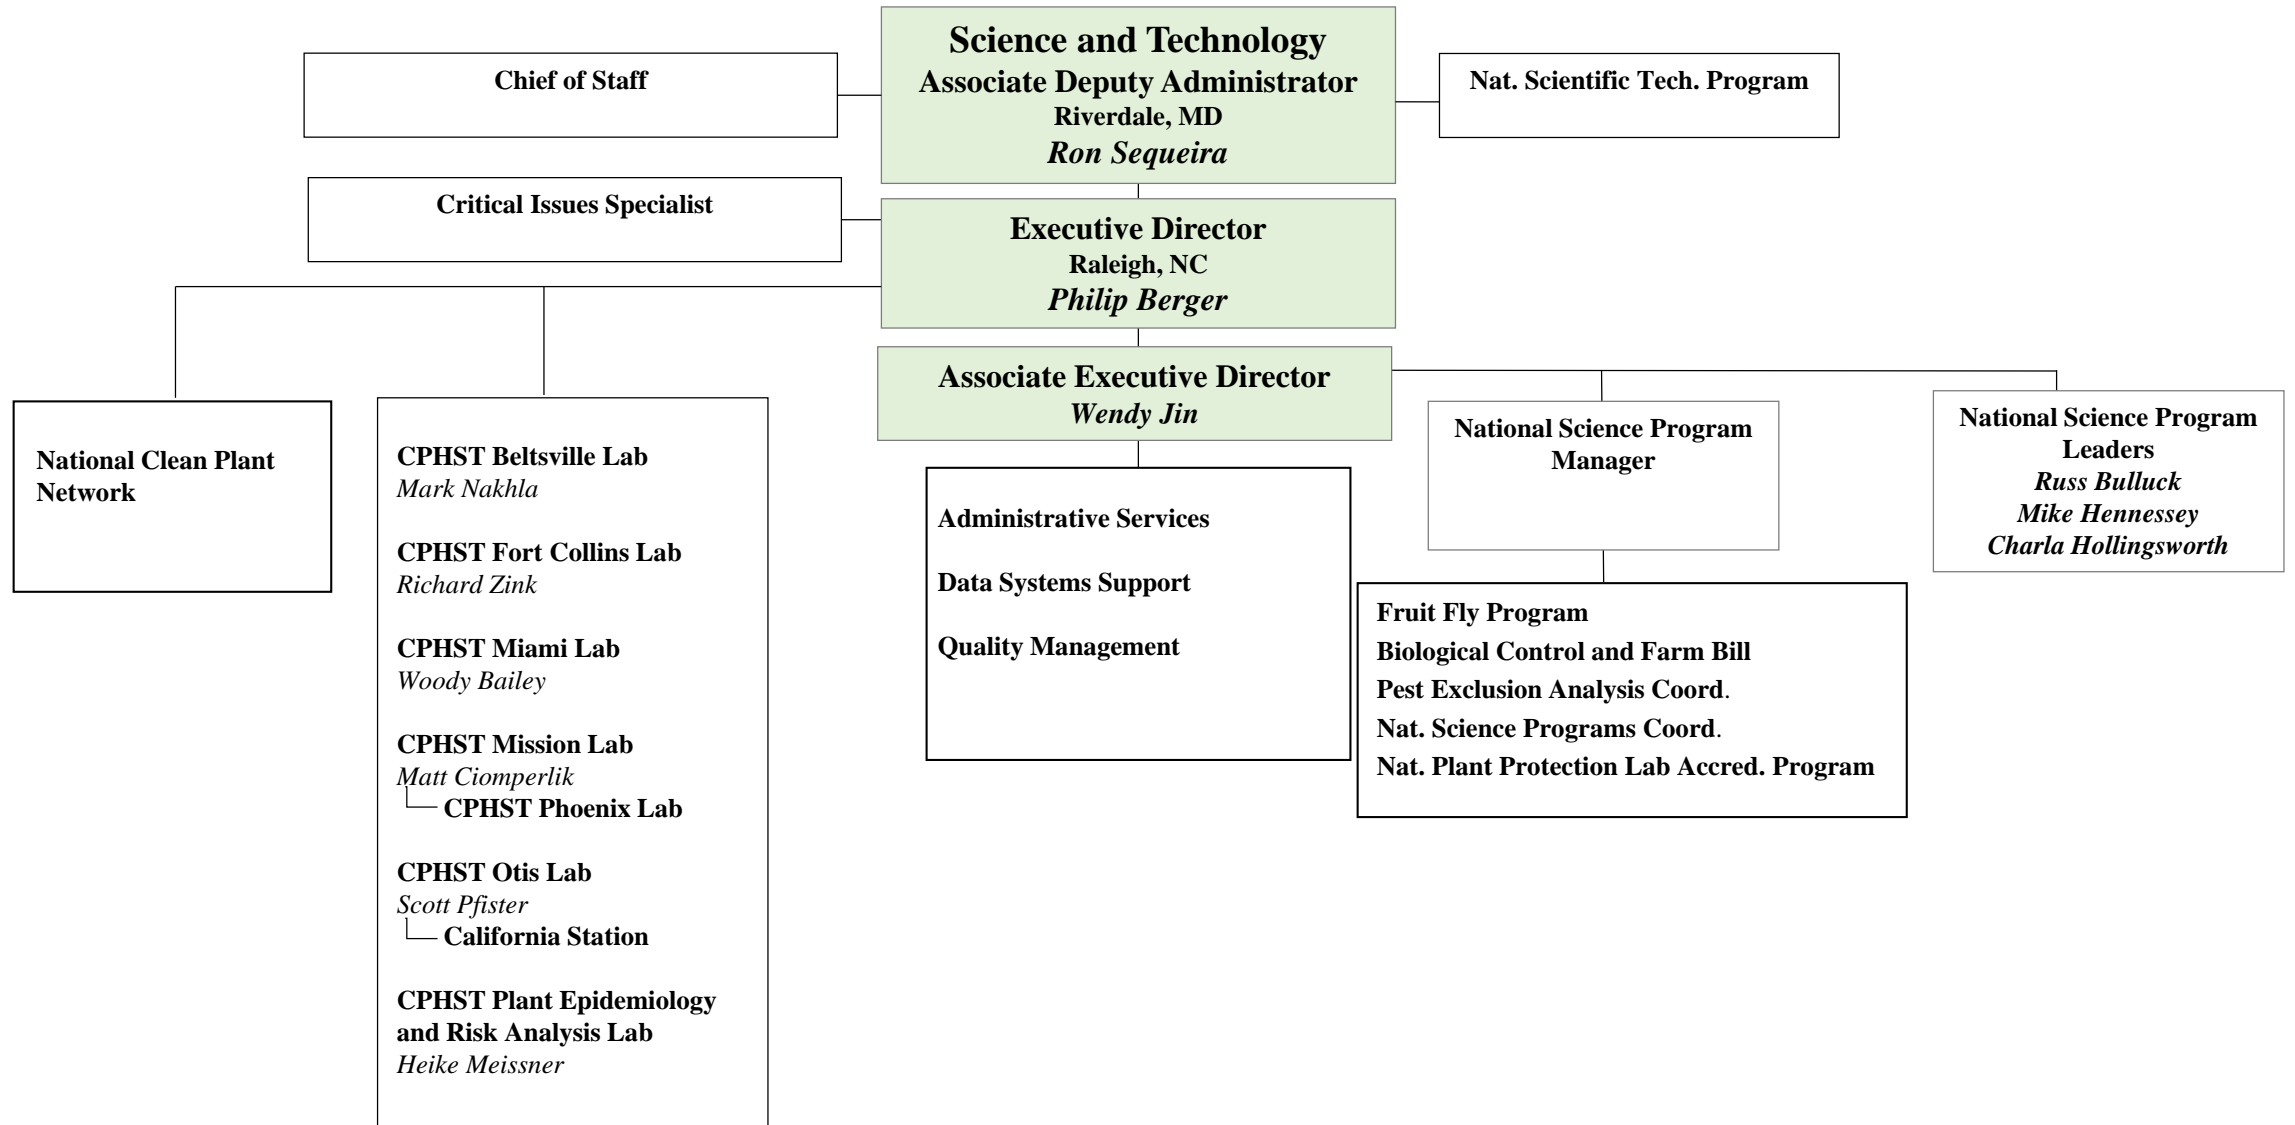 Science and Technology
Associate Deputy Administrator
Riverdale, MD
Ron Sequeira
Chief of Staff
Nat. Scientific Tech. Program
Critical Issues Specialist
Executive Director
Raleigh, NC
Philip Berger
Associate Executive Director
Wendy Jin
National Clean Plant
Network
CPHST Beltsville Lab
Mark Nakhla
CPHST Fort Collins Lab
Richard Zink
CPHST Miami Lab
Woody Bailey
CPHST Mission Lab
Matt Ciomperlik
CPHST Phoenix Lab
CPHST Otis Lab
Scott Pfister
California Station
CPHST Plant Epidemiology
and Risk Analysis Lab
Heike Meissner
Administrative Services
Data Systems Support
Quality Management
National Science Program
Manager
Fruit Fly Program
Biological Control and Farm Bill
Pest Exclusion Analysis Coord.
Nat. Science Programs Coord.
Nat. Plant Protection Lab Accred. Program
National Science Program
Leaders
Russ Bulluck
Mike Hennessey
Charla Hollingsworth